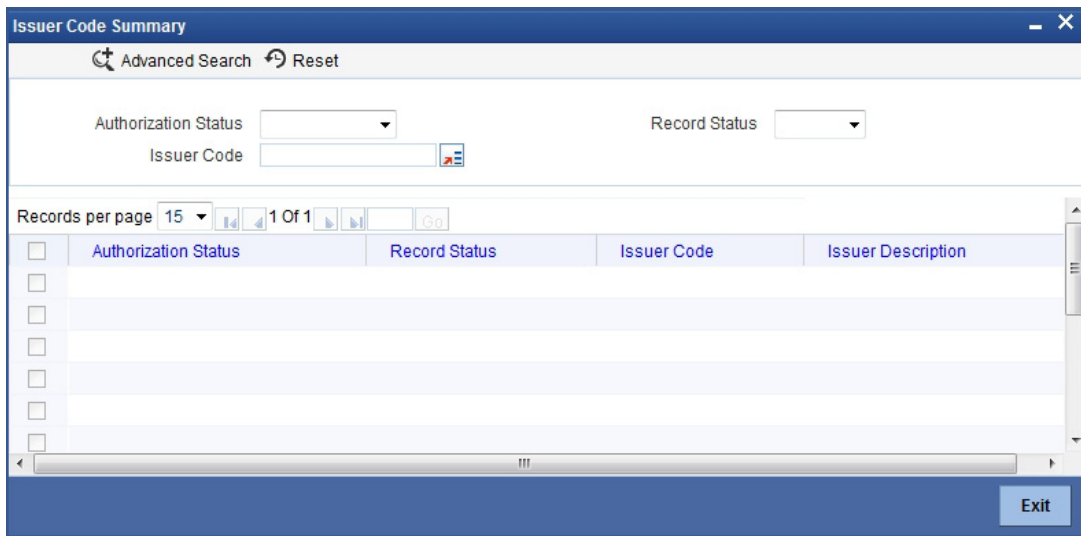 Issuer Code Summary
Advanced Search Reset
Authorization Status Record Status
Issuer Code
Records per page 15 1 Of 1 Go
Authorization Status Record Status Issuer Code Issuer Description
Exit